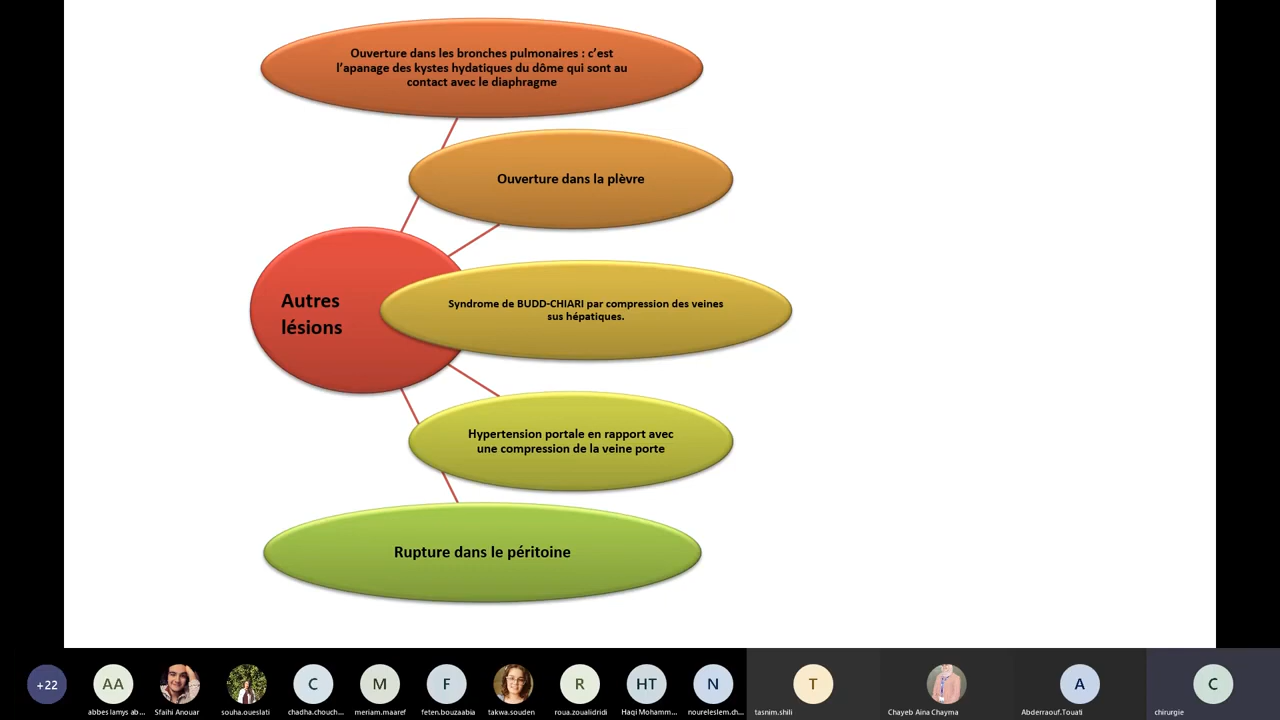 Ouverture dans les bronches pulmonaires : c’est
l’apanage des kystes hydatiques du dôme qui sont au
contact avec le diaphragme
Ouverture dans la plèvre
Autres
lésions
Syndrome de BUDD-CHIARI par compression des veines
sus hépatiques.
Hypertension portale en rapport avec
une compression de la veine porte
Rupture dans le péritoine
+22
AA
C
M
F
R
HT
N
T
A
C
abbes lamys ab...
Sfaihi Anouar
souha.oueslati
chadha.chouch...
meriam.maaref
feten.bouzaabia
takwa.souden
roua.zoualidridi
Haqi Mohamm...
noureleslem.ch...
tasnim.shili
Chayeb Aina Chayma
Abderraouf.Touati
chirurgie